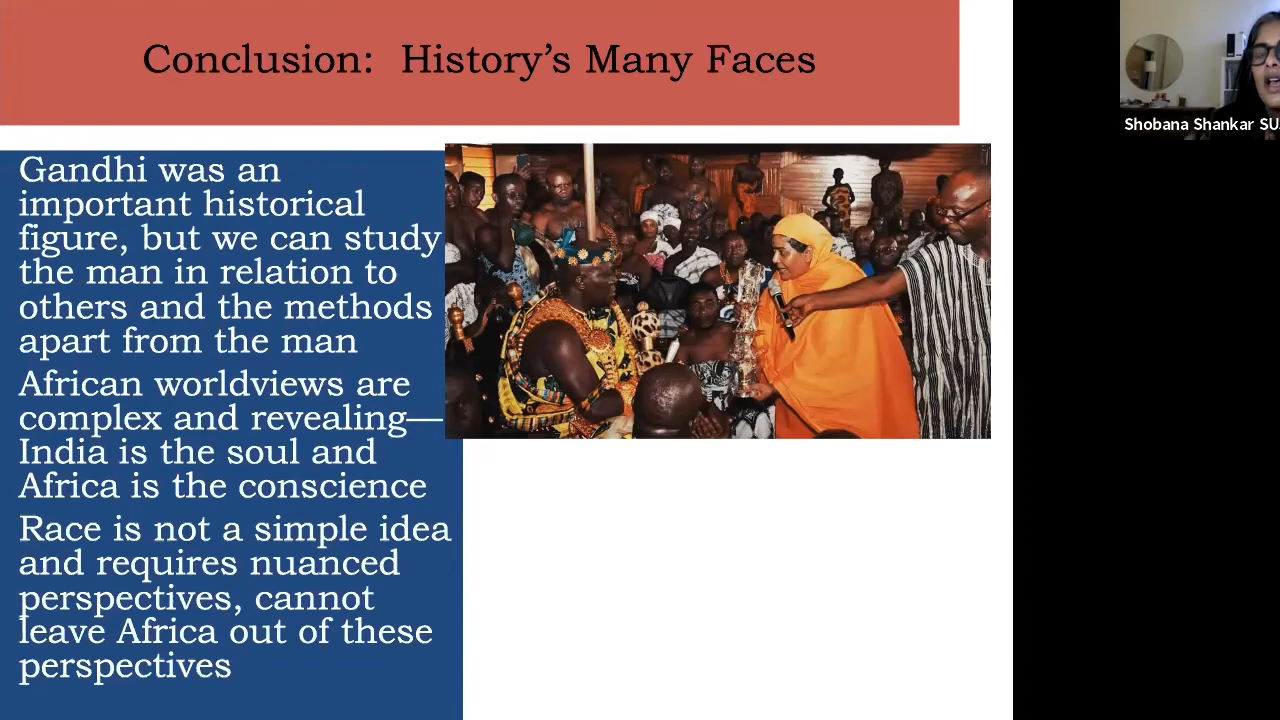 Conclusion: History’s Many Faces
Gandhi was an
important historical
figure, but we can study
the man in relation to
others and the methods
apart from the man
African worldviews are
complex and revealing—
India is the soul and
Africa is the conscience
Race is not a simple idea
and requires nuanced
perspectives, cannot
leave Africa out of these
perspectives
Shobana Shankar SU